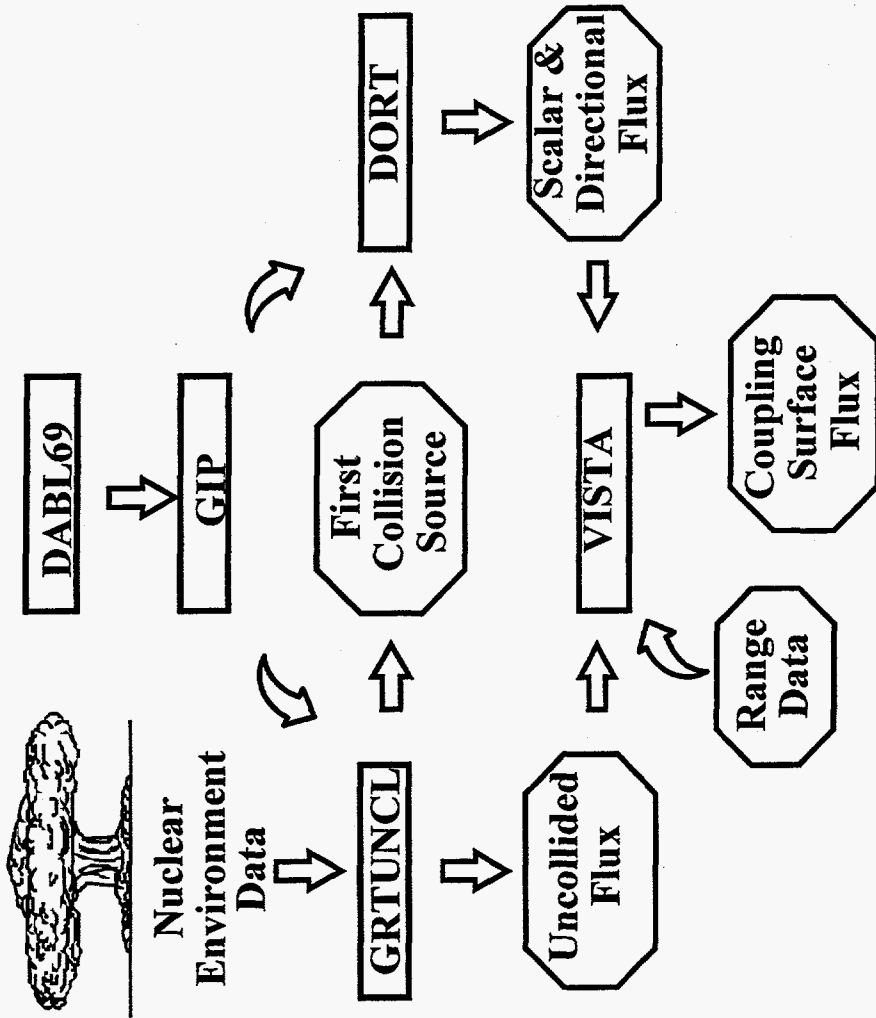 DABL69
GIP
Nuclear
Environment
Data
GRTUNCL
First
Collision
Source
DORT
Uncollided
Flux
VISTA
Scalar &
Directional
Flux
Range
Data
Coupling
Surface
Flux